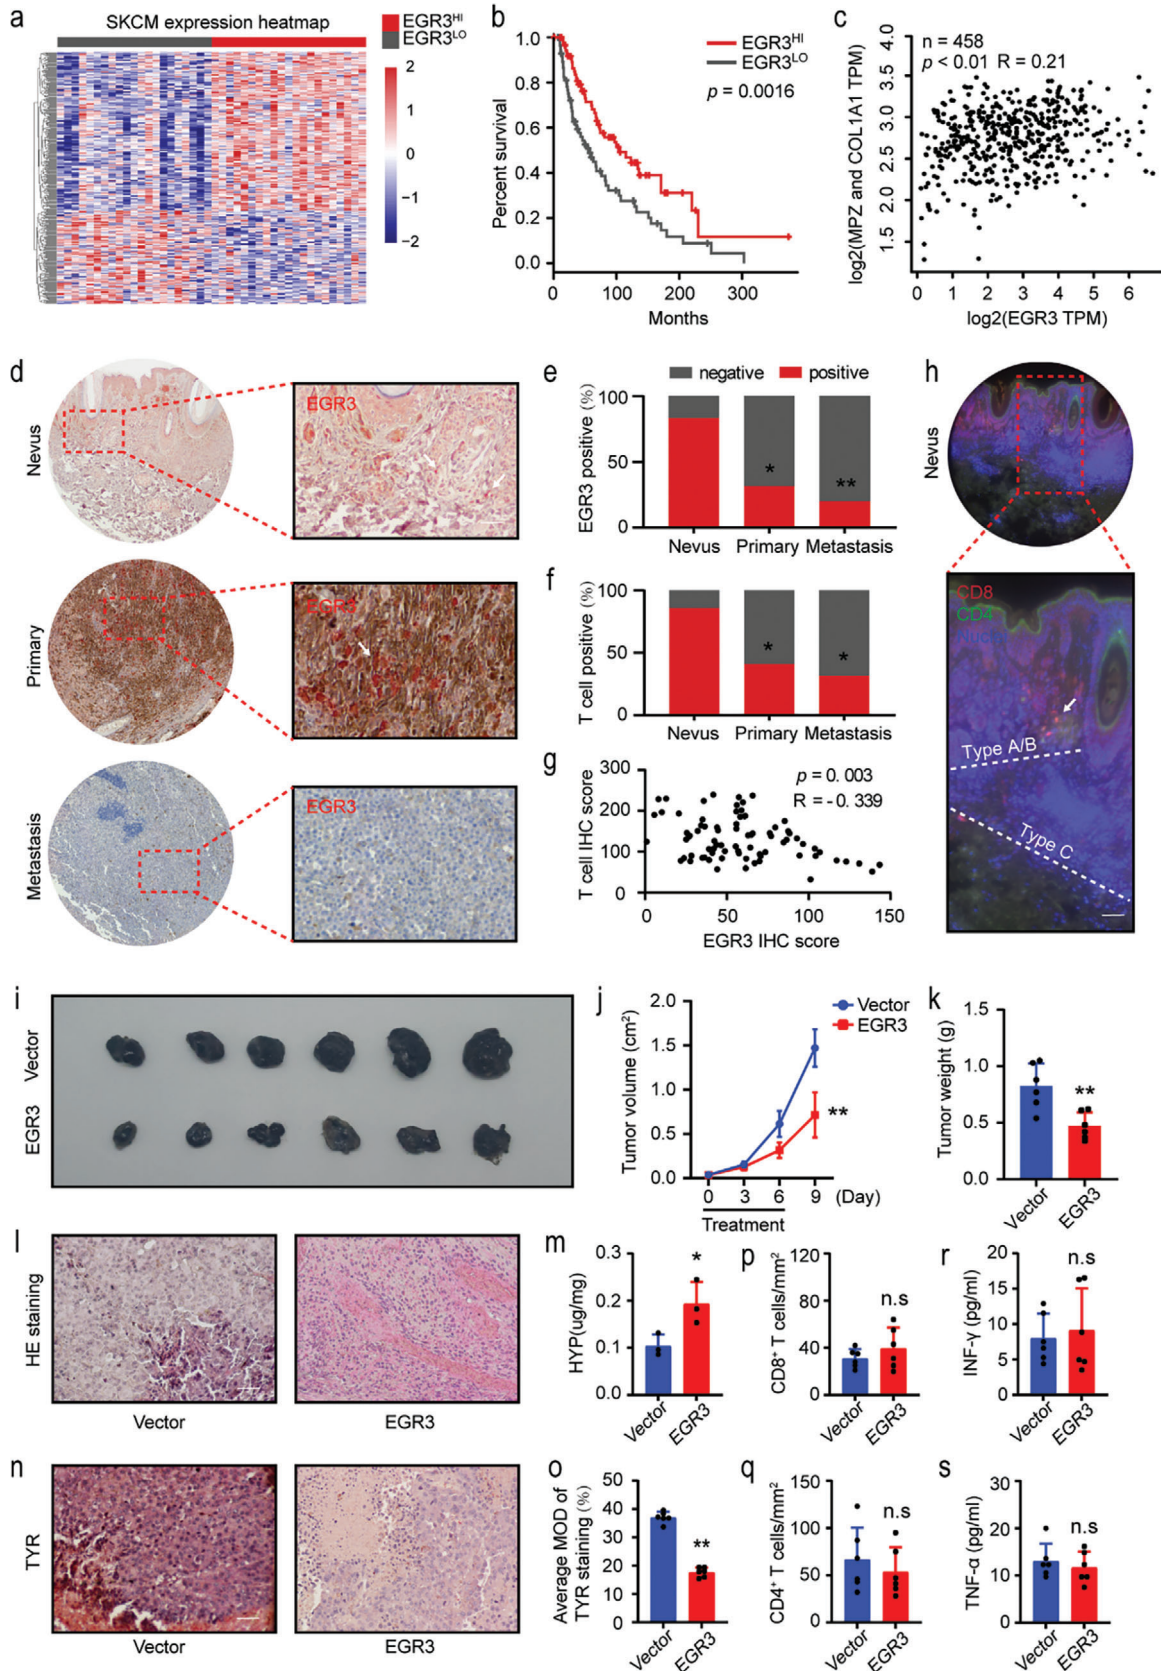 a
SKCM expression heatmap
EGR3HI
EGR3LO
2
1
0
−1
−2
b
Percent survival
1.0
0.8
0.6
0.4
0.2
0.0
0
100
200
300
Months
EGR3HI
EGR3LO
p = 0.0016
c
log2(MPZ and COL1A1 TPM)
4.0
3.5
3.0
2.5
2.0
1.5
n = 458
p < 0.01 R = 0.21
0 1 2 3 4 5 6
log2(EGR3 TPM)
d
Nevus
EGR3
Primary
EGR3
Metastasis
EGR3
e
negative
positive
EGR3 positive (%)
100
50
0
*
**
Nevus Primary Metastasis
f
T cell positive (%)
100
50
0
*
*
Nevus Primary Metastasis
g
T cell IHC score
300
200
100
0
p = 0.003
R = - 0.339
0 50 100 150
EGR3 IHC score
h
Nevus
CD8
CD4
Nuclei
Type A/B
Type C
i
Vector
EGR3
j
Tumor volume (cm²)
2.0
1.5
1.0
0.5
0.0
Vector
EGR3
**
0 3 6 9 (Day)
Treatment
k
Tumor weight (g)
1.5
1.0
0.5
0.0
**
Vector
EGR3
l
HE staining
Vector
EGR3
m
HYP(ug/mg)
0.3
0.2
0.1
0.0
*
Vector
EGR3
p
CD8⁺ T cells/mm²
120
80
40
0
n.s
Vector
EGR3
r
INF-γ (pg/ml)
20
15
10
5
0
n.s
Vector
EGR3
n
TYR
Vector
EGR3
o
Average MOD of
TYR staining (%)
50
40
30
20
10
0
**
Vector
EGR3
q
CD4⁺ T cells/mm²
150
100
50
0
n.s
Vector
EGR3
s
TNF-α (pg/ml)
30
20
10
0
n.s
Vector
EGR3